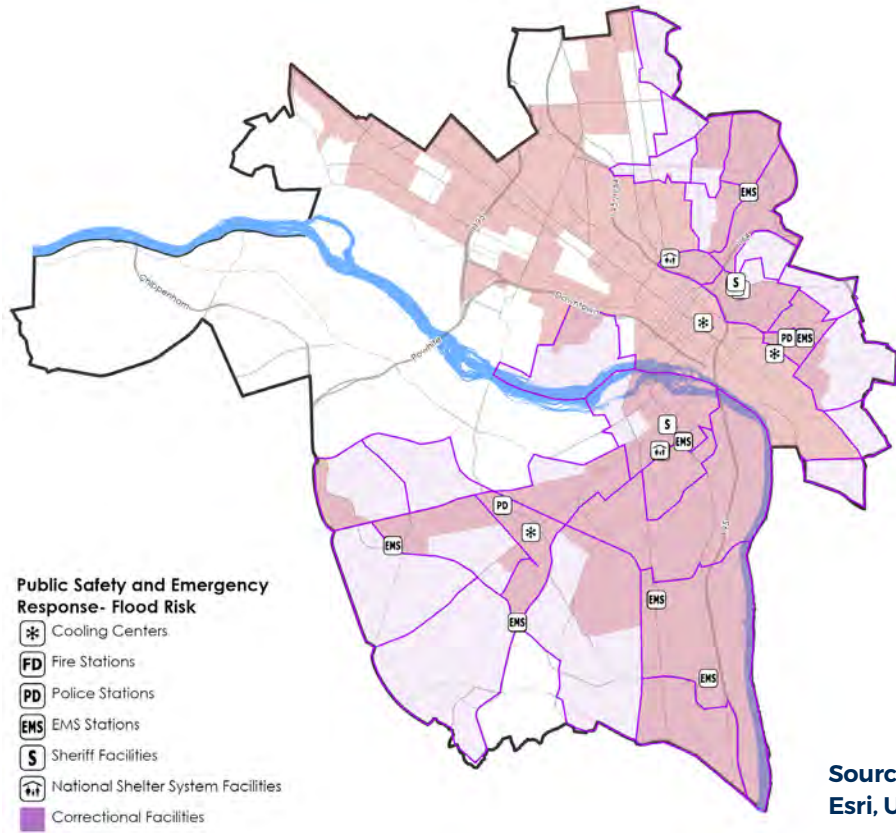 EMS
195
S
Chippenham
Downtown
PD EMS
Powhite
S
EMS
PD
EMS
95
EMS
EMS
EMS
Public Safety and Emergency
Response- Flood Risk
Cooling Centers
FD Fire Stations
PD Police Stations
EMS EMS Stations
S Sheriff Facilities
National Shelter System Facilities
Correctional Facilities
Sourc
Esri, U